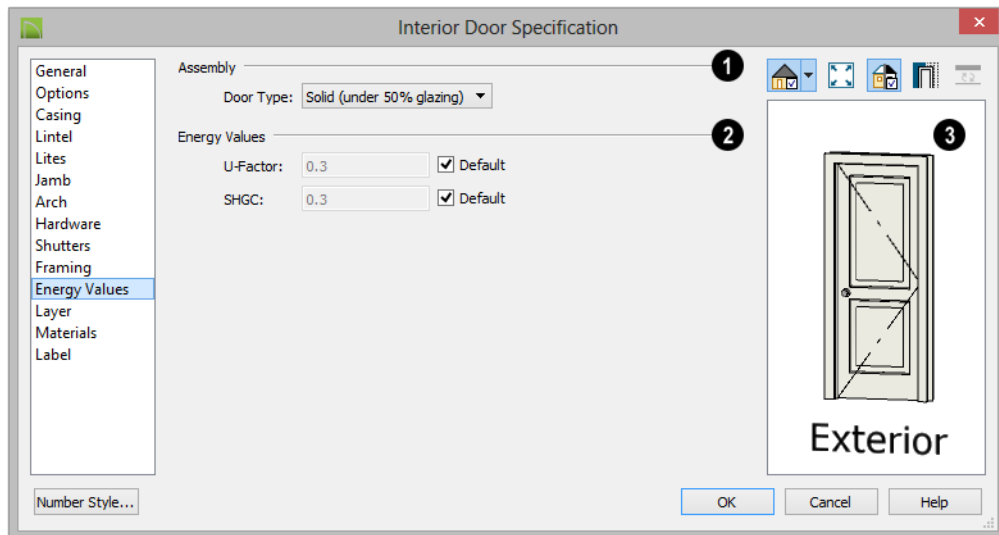 Interior Door Specification
×
General
Options
Casing
Lintel
Lites
Jamb
Arch
Hardware
Shutters
Framing
Energy Values
Layer
Materials
Label
Assembly 1
Door Type: Solid (under 50% glazing)
Energy Values 2
U-Factor: 0.3 Default
SHGC: 0.3 Default
3
Exterior
Number Style...
OK Cancel Help